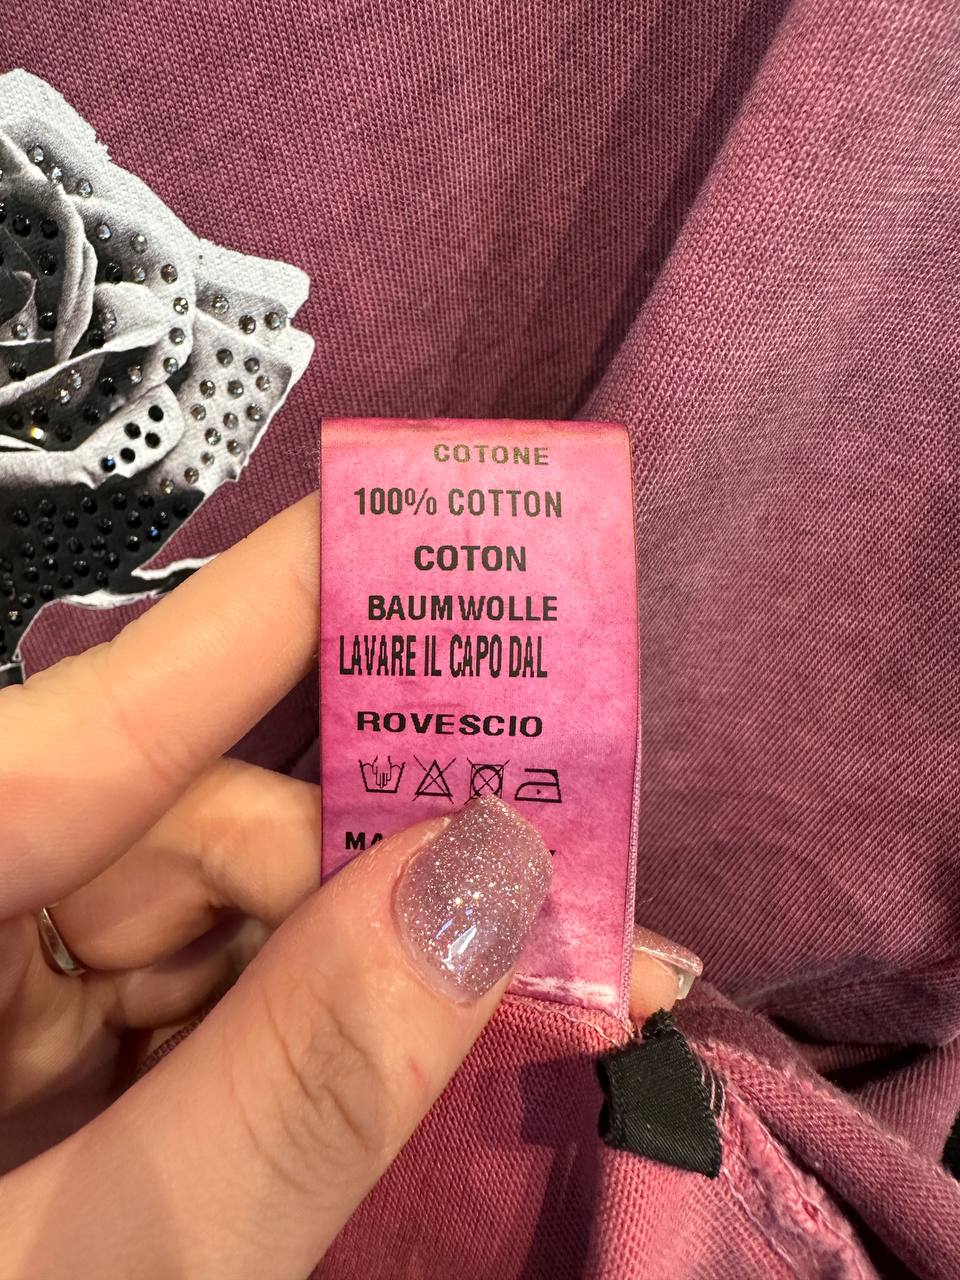 COTONE
100% COTTON
COTON
BAUMWOLLE
LAVARE IL CAPO DAL
ROVESCIO